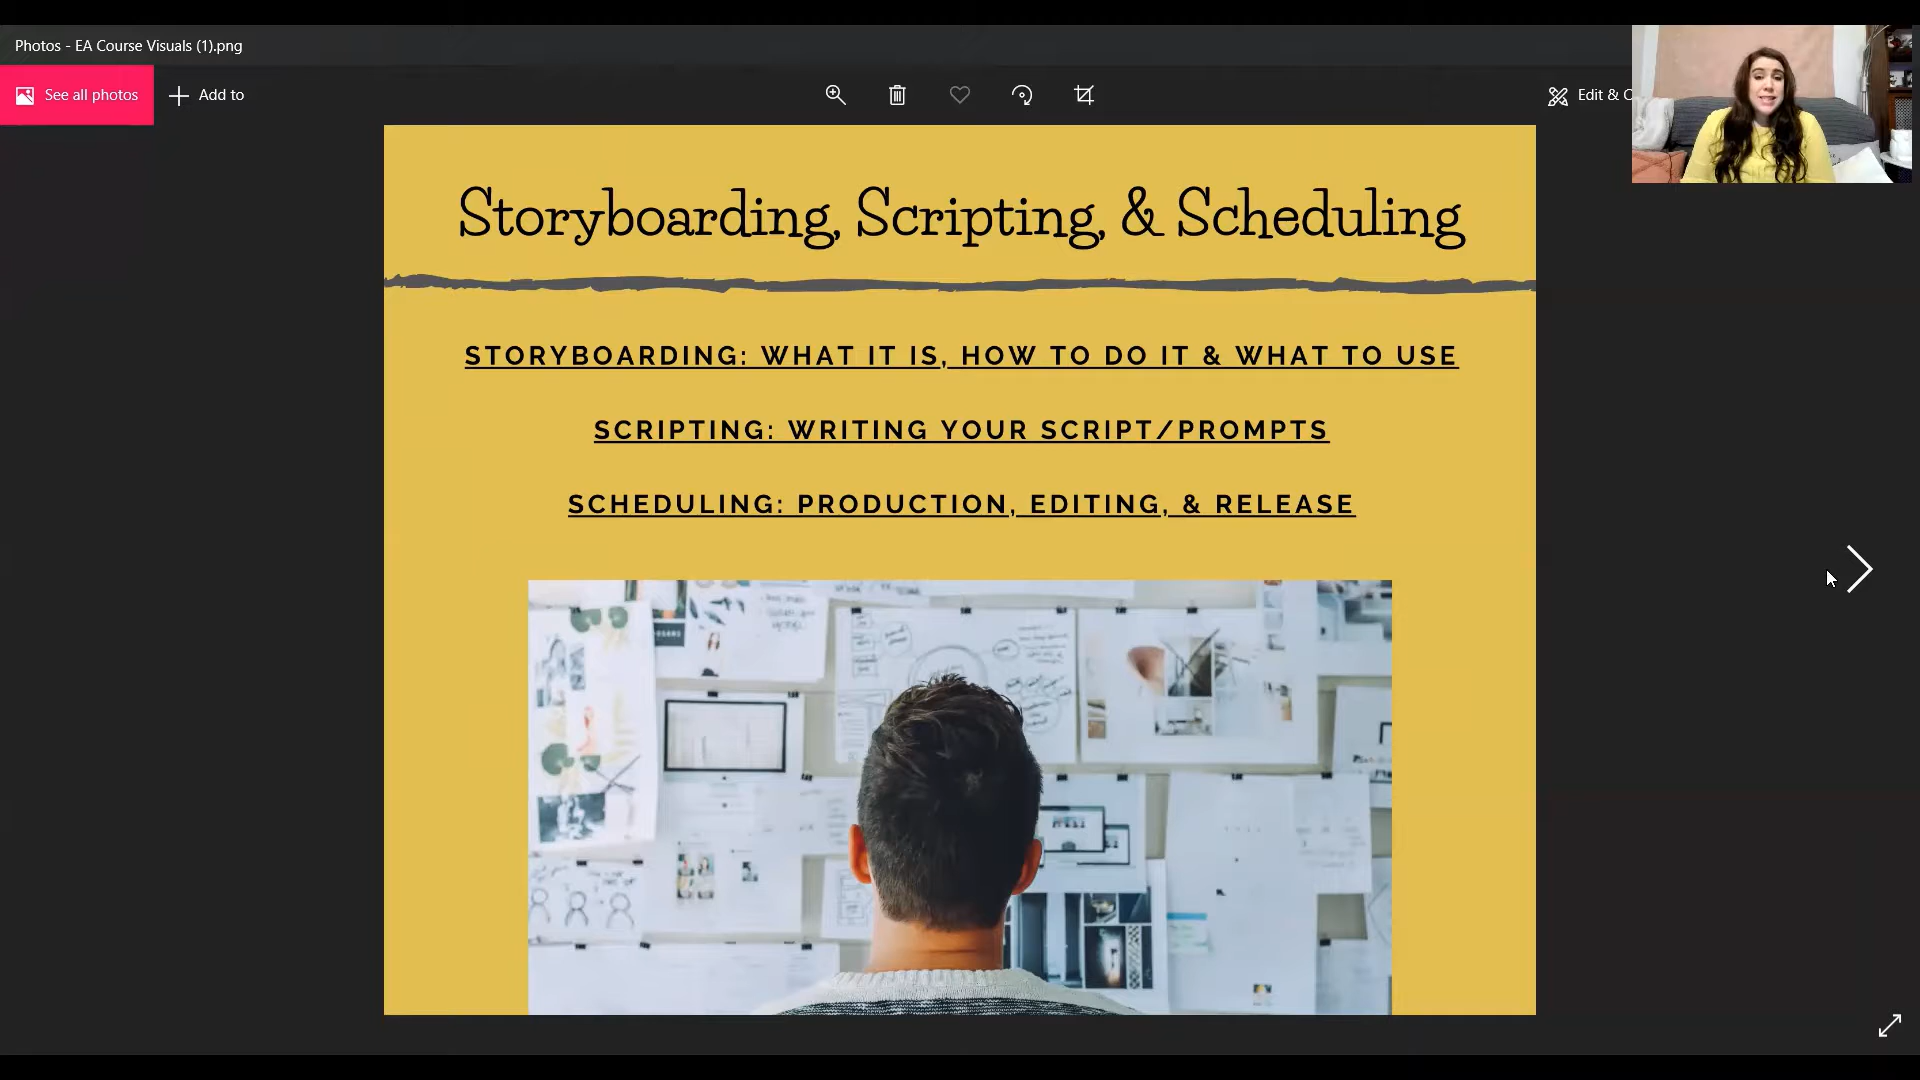 Photos - EA Course Visuals (1).png
See all photos
Add to
Edit & C
Storyboarding, Scripting, & Scheduling
STORYBOARDING: WHAT IT IS, HOW TO DO IT & WHAT TO USE
SCRIPTING: WRITING YOUR SCRIPT/PROMPTS
SCHEDULING: PRODUCTION, EDITING, & RELEASE